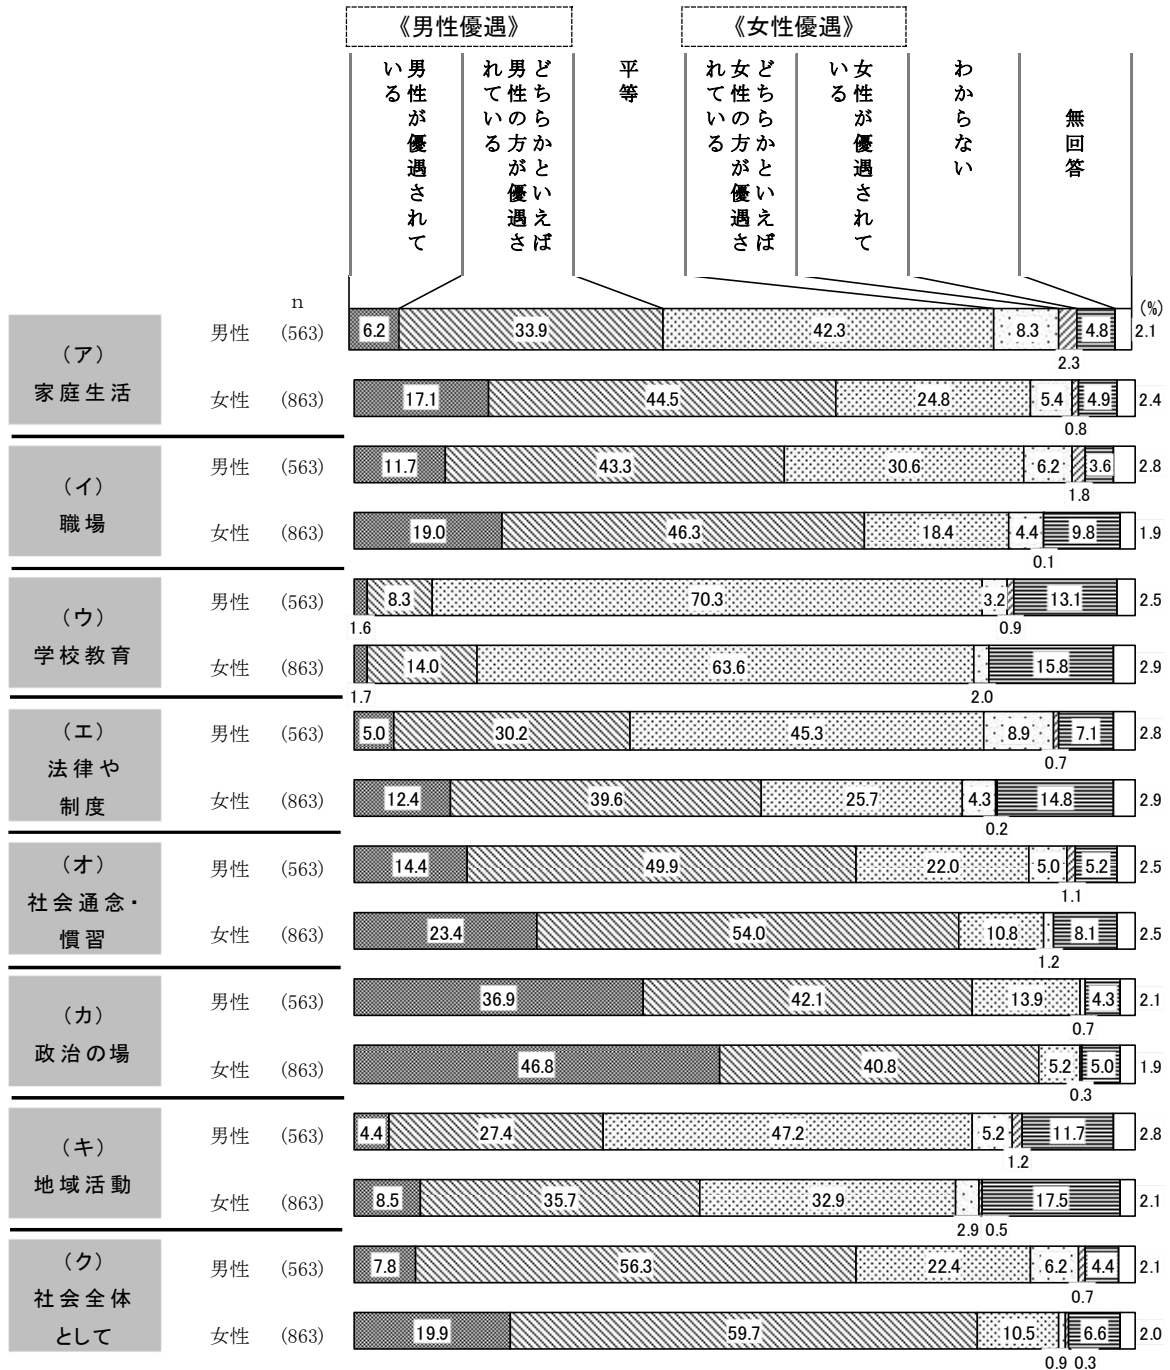 《男性優遇》
《女性優遇》
男性が優遇されている
どちらかといえば男性の方が優遇されている
平等
どちらかといえば女性の方が優遇されている
女性が優遇されている
わからない
無回答
n
(%)
(ア)
家庭生活
男性 (563) 6.2 33.9 42.3 8.3 2.3 4.8 2.1
女性 (863) 17.1 44.5 24.8 5.4 0.8 4.9 2.4
(イ)
職場
男性 (563) 11.7 43.3 30.6 6.2 1.8 3.6 2.8
女性 (863) 19.0 46.3 18.4 4.4 0.1 9.8 1.9
(ウ)
学校教育
男性 (563) 1.6 8.3 70.3 3.2 0.9 13.1 2.5
女性 (863) 1.7 14.0 63.6 2.0 15.8 2.9
(エ)
法律や
制度
男性 (563) 5.0 30.2 45.3 8.9 0.7 7.1 2.8
女性 (863) 12.4 39.6 25.7 4.3 0.2 14.8 2.9
(オ)
社会通念・
慣習
男性 (563) 14.4 49.9 22.0 5.0 1.1 5.2 2.5
女性 (863) 23.4 54.0 10.8 1.2 8.1 2.5
(カ)
政治の場
男性 (563) 36.9 42.1 13.9 0.7 4.3 2.1
女性 (863) 46.8 40.8 5.2 0.3 5.0 1.9
(キ)
地域活動
男性 (563) 4.4 27.4 47.2 5.2 1.2 11.7 2.8
女性 (863) 8.5 35.7 32.9 2.9 0.5 17.5 2.1
(ク)
社会全体
として
男性 (563) 7.8 56.3 22.4 6.2 0.7 4.4 2.1
女性 (863) 19.9 59.7 10.5 0.9 0.3 6.6 2.0